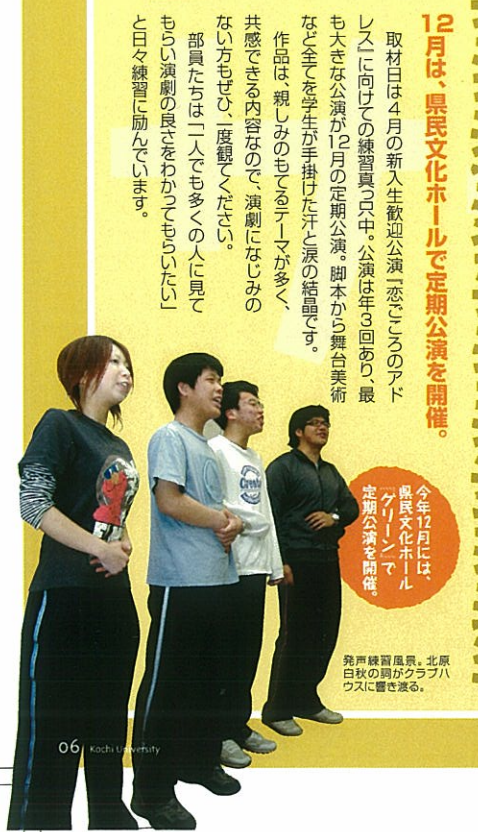 12月は、県民文化ホールで定期公演を開催。
取材日は4月の新入生歓迎公演『恋ごころのアド
レス』に向けての練習真っ只中。公演は年3回あり、最
も大きな公演が12月の定期公演。脚本から舞台美術
など全てを学生が手掛けた汗と涙の結晶です。
作品は、親しみのもてるテーマが多く、
共感できる内容なので、演劇になじみの
ない方もぜひ、一度観てください。
部員たちは「一人でも多くの人に見て
もらい演劇の良さをわかってもらいたい」
と日々練習に励んでいます。
今年12月には、
県民文化ホール
『グリーン』で
定期公演を開催。
発声練習風景。北原
白秋の詞がクラブハ
ウスに響き渡る。
06 Kochi University